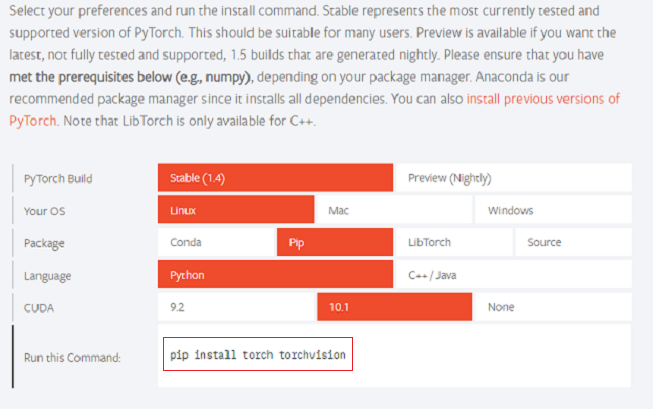 Select your preferences and run the install command. Stable represents the most currently tested and
supported version of PyTorch. This should be suitable for many users. Preview is available if you want the
latest, not fully tested and supported, 1.5 builds that are generated nightly. Please ensure that you have
met the prerequisites below (e.g., numpy), depending on your package manager. Anaconda is our
recommended package manager since it installs all dependencies. You can also install previous versions of
PyTorch. Note that LibTorch is only available for C++.
PyTorch Build Stable (1.4) Preview (Nightly)
Your OS Linux Mac Windows
Package Conda Pip LibTorch Source
Language Python C++ / Java
CUDA 9.2 10.1 None
Run this Command: pip install torch torchvision